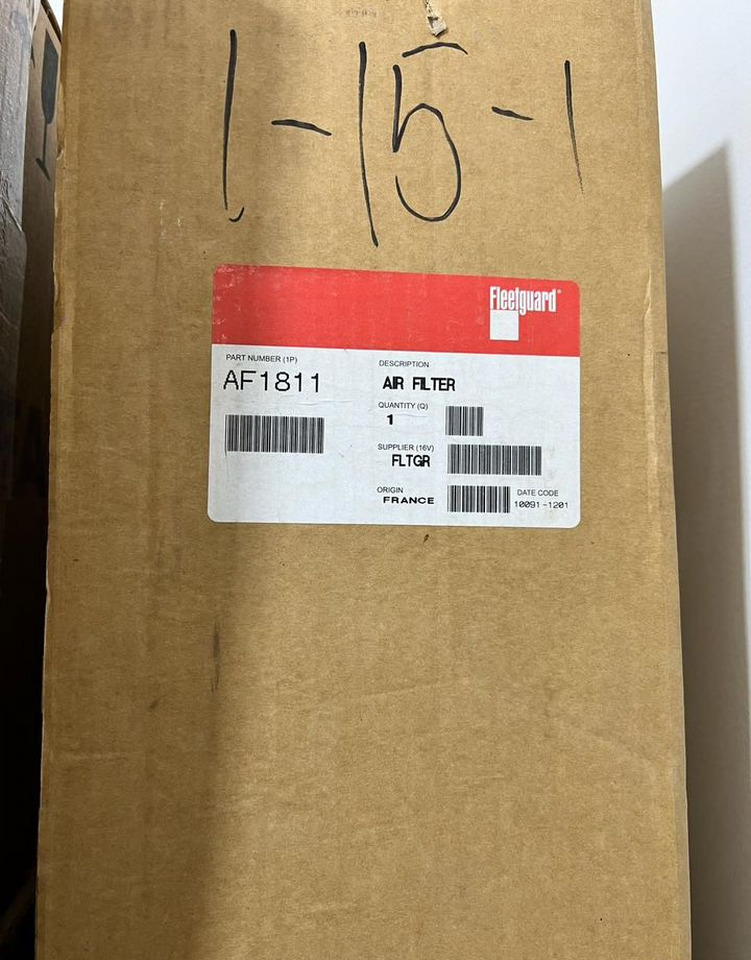 1-15-1
Fleetguard®
PART NUMBER (1P)
AF1811
DESCRIPTION
AIR FILTER
QUANTITY (Q)
1
SUPPLIER (16V)
FLTGR
ORIGIN
FRANCE
DATE CODE
10091-1201